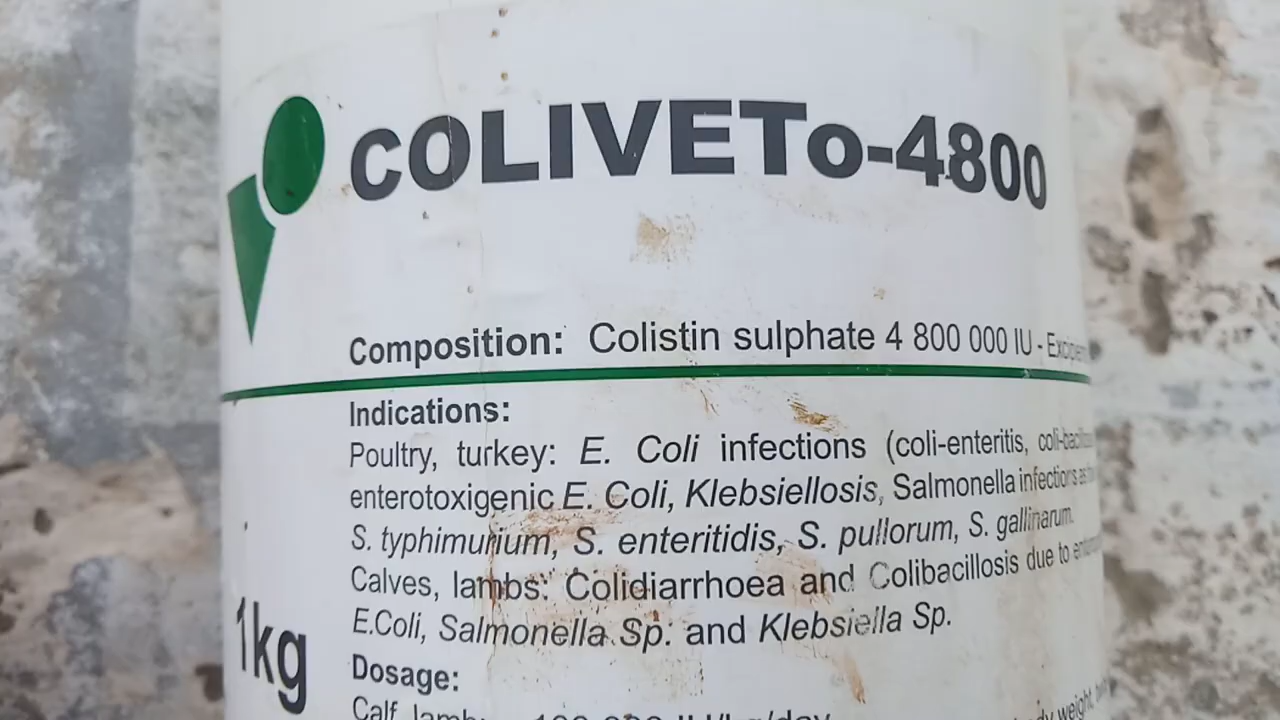 COLIVETo-4800
Composition: Colistin sulphate 4 800 000 IU -
Indications:
Poultry, turkey: E. Coli infections (coli-enteritis,
enterotoxigenic E. Coli, Klebsiellosis, Salmonella infections
S. typhimurium, S. enteritidis, S. pullorum, S. gallinarum.
Calves, lambs: Colidiarrhoea and Colibacillosis due to
E.Coli, Salmonella Sp. and Klebsiella Sp.
1kg
Dosage:
Calf weight